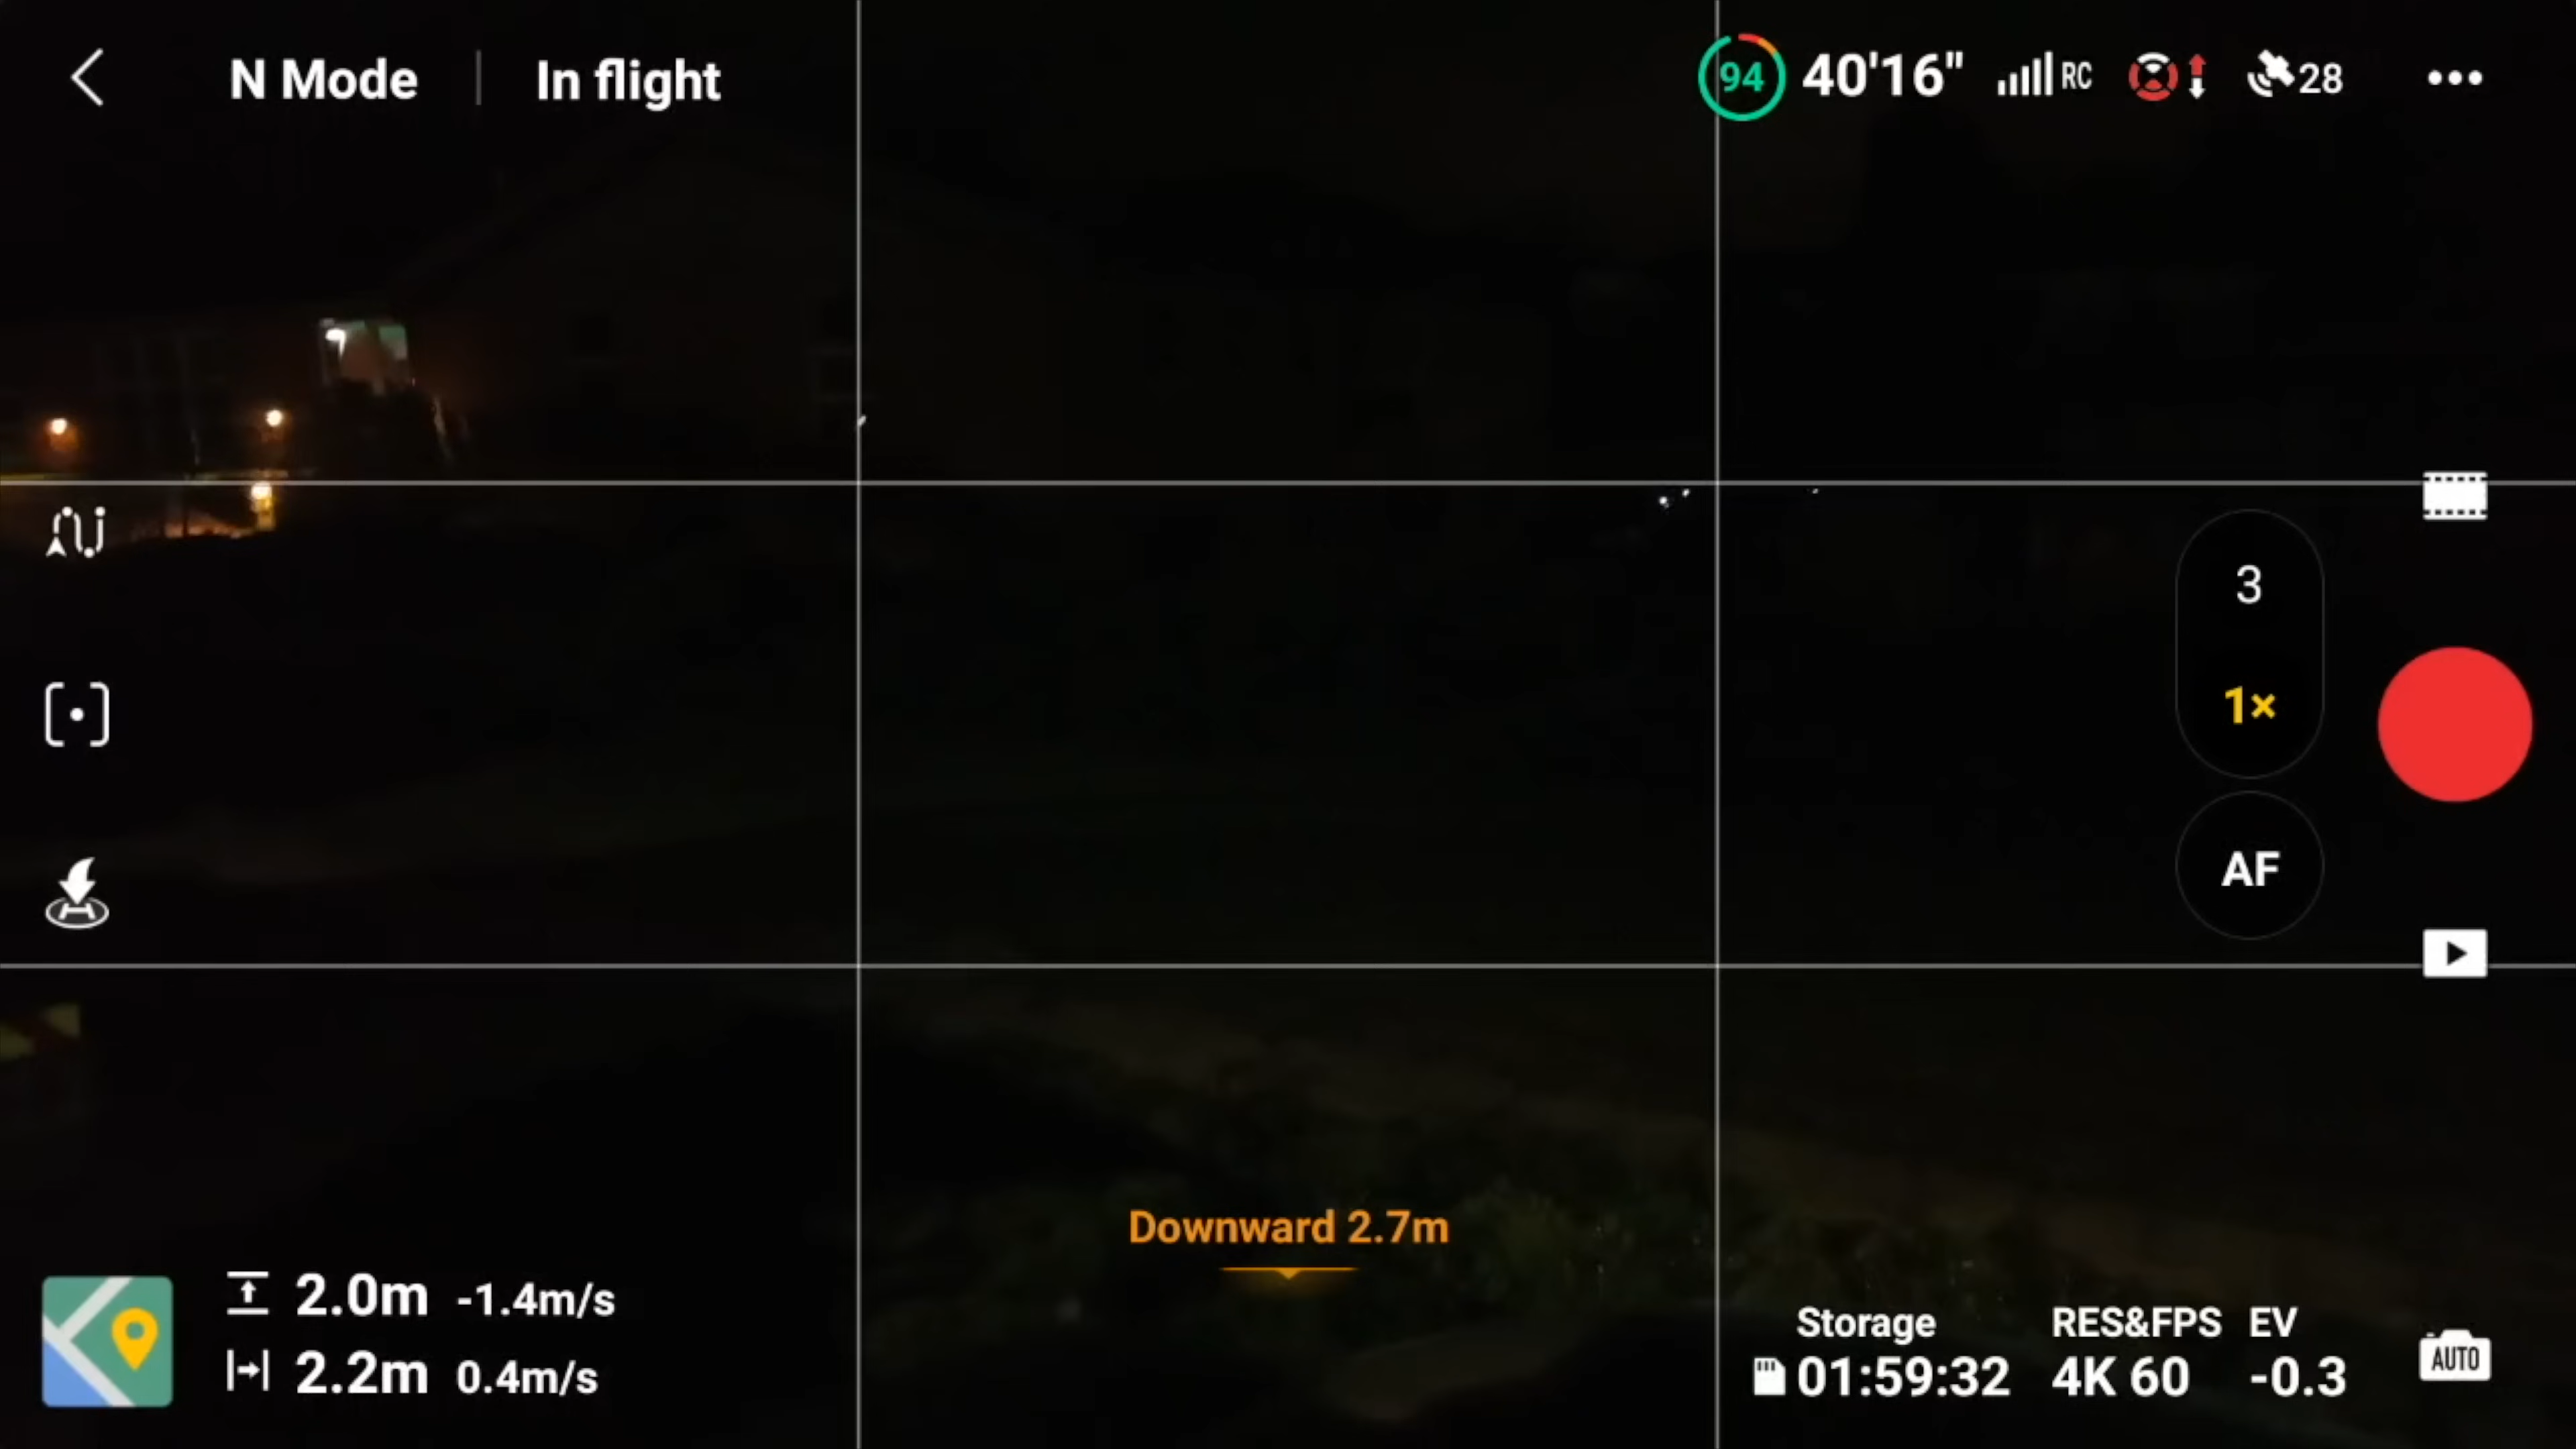 N Mode | In flight
94 40'16" RC 28
3
1×
AF
Downward 2.7m
2.0m -1.4m/s
2.2m 0.4m/s
Storage RES&FPS EV
01:59:32 4K 60 -0.3
AUTO